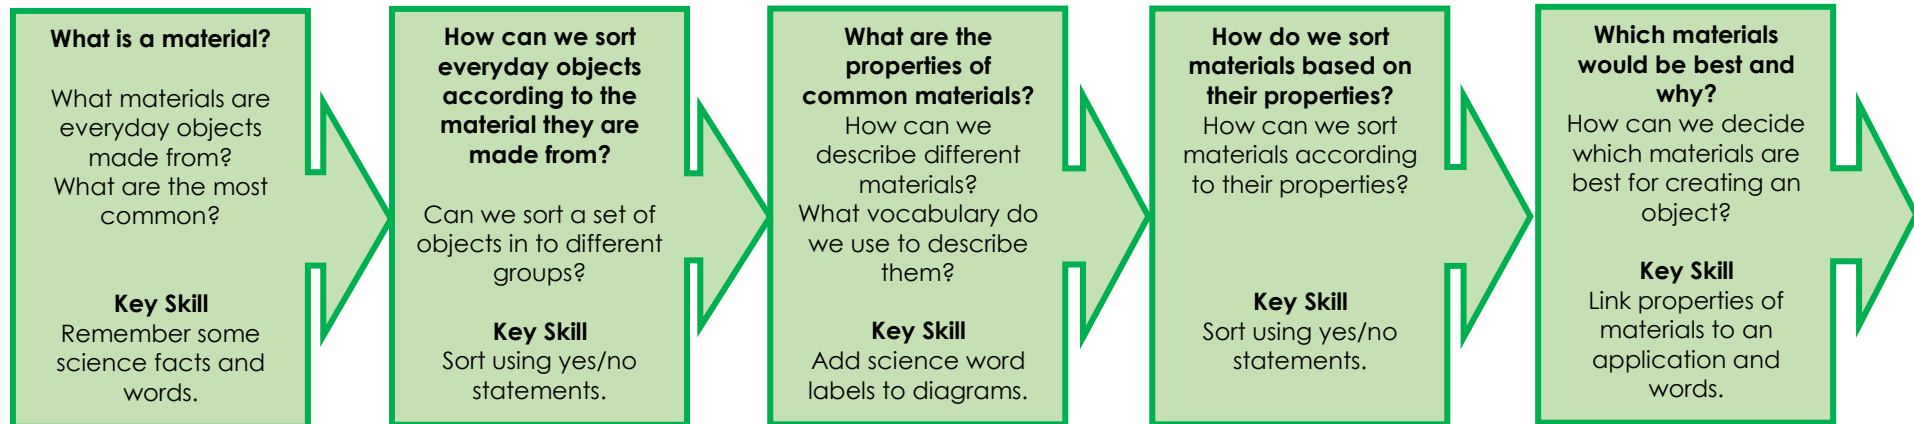 What is a material?
What materials are
everyday objects
made from?
What are the most
common?
Key Skill
Remember some
science facts and
words.
How can we sort
everyday objects
according to the
material they are
made from?
Can we sort a set of
objects in to different
groups?
Key Skill
Sort using yes/no
statements.
What are the
properties of
common materials?
How can we
describe different
materials?
What vocabulary do
we use to describe
them?
Key Skill
Add science word
labels to diagrams.
How do we sort
materials based on
their properties?
How can we sort
materials according
to their properties?
Key Skill
Sort using yes/no
statements.
Which materials
would be best and
why?
How can we decide
which materials are
best for creating an
object?
Key Skill
Link properties of
materials to an
application and
words.